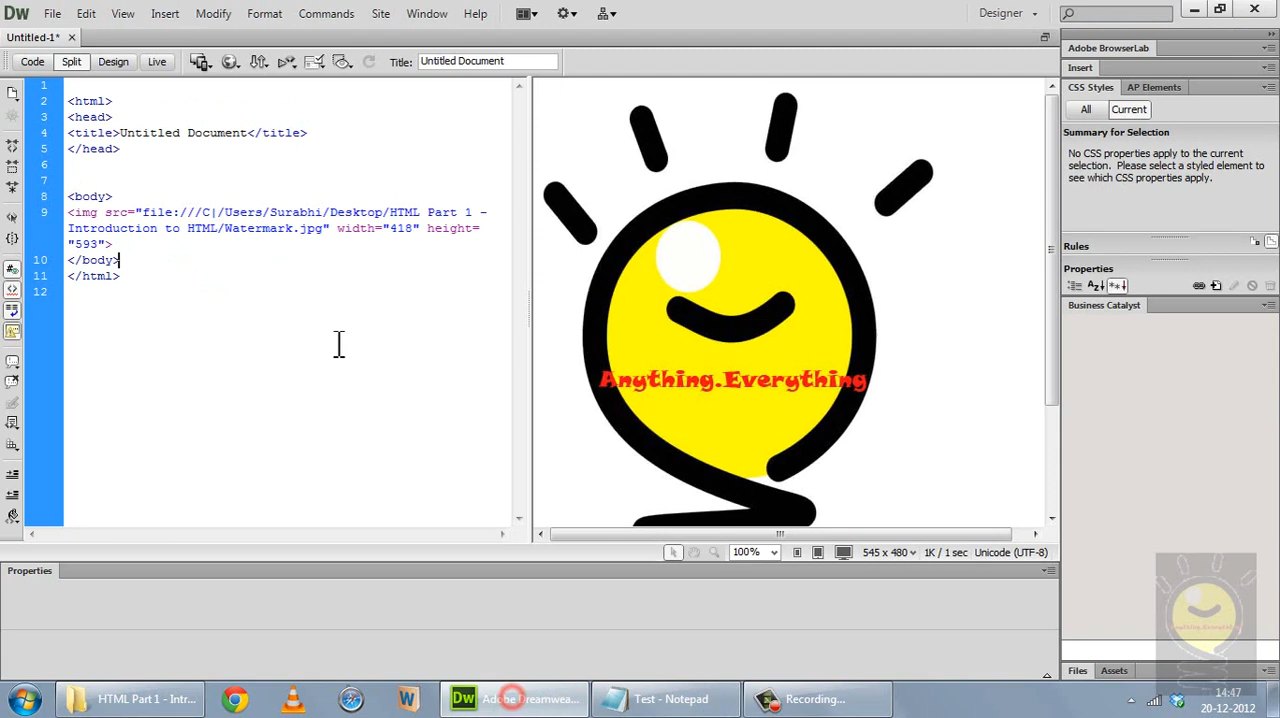 Dw File Edit View Insert Modify Format Commands Site Window Help Designer
Untitled-1*
Code Split Design Live Title: Untitled Document
Adobe BrowserLab
Insert
CSS Styles AP Elements
All Current
Summary for Selection
No CSS properties apply to the current
selection. Please select a styled element to
see which CSS properties apply.
Rules
Properties
Business Catalyst
1
2 <html>
3 <head>
4 <title>Untitled Document</title>
5 </head>
6
7
8 <body>
9 <img src="file:///C|/Users/Surabhi/Desktop/HTML Part 1 -
Introduction to HTML/Watermark.jpg" width="418" height=
"593">
10 </body>
11 </html>
12
Anything.Everything
100% 545 x 480 1K / 1 sec Unicode (UTF-8)
Properties
Anything.Everything
Files Assets
HTML Part 1 - Intr... W Dw Adobe Dreamwea... Test - Notepad Recording...
14:47
20-12-2012